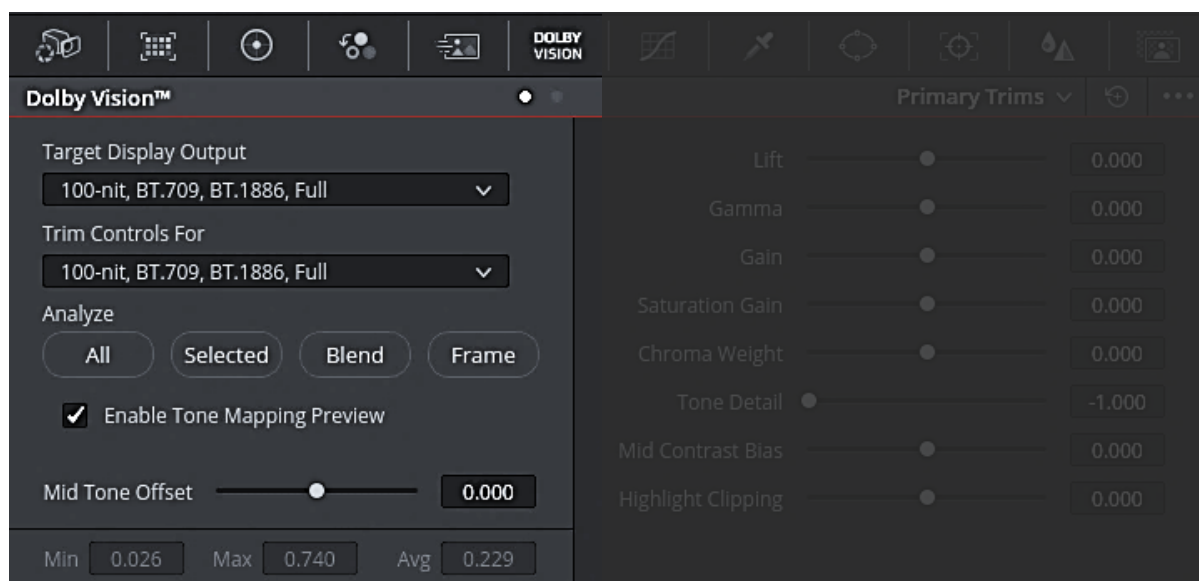 DOLBY
VISION
Dolby Vision™
Primary Trims
Target Display Output
100-nit, BT.709, BT.1886, Full
Trim Controls For
100-nit, BT.709, BT.1886, Full
Analyze
All Selected Blend Frame
Enable Tone Mapping Preview
Mid Tone Offset 0.000
Min 0.026 Max 0.740 Avg 0.229
Lift 0.000
Gamma 0.000
Gain 0.000
Saturation Gain 0.000
Chroma Weight 0.000
Tone Detail -1.000
Mid Contrast Bias 0.000
Highlight Clipping 0.000